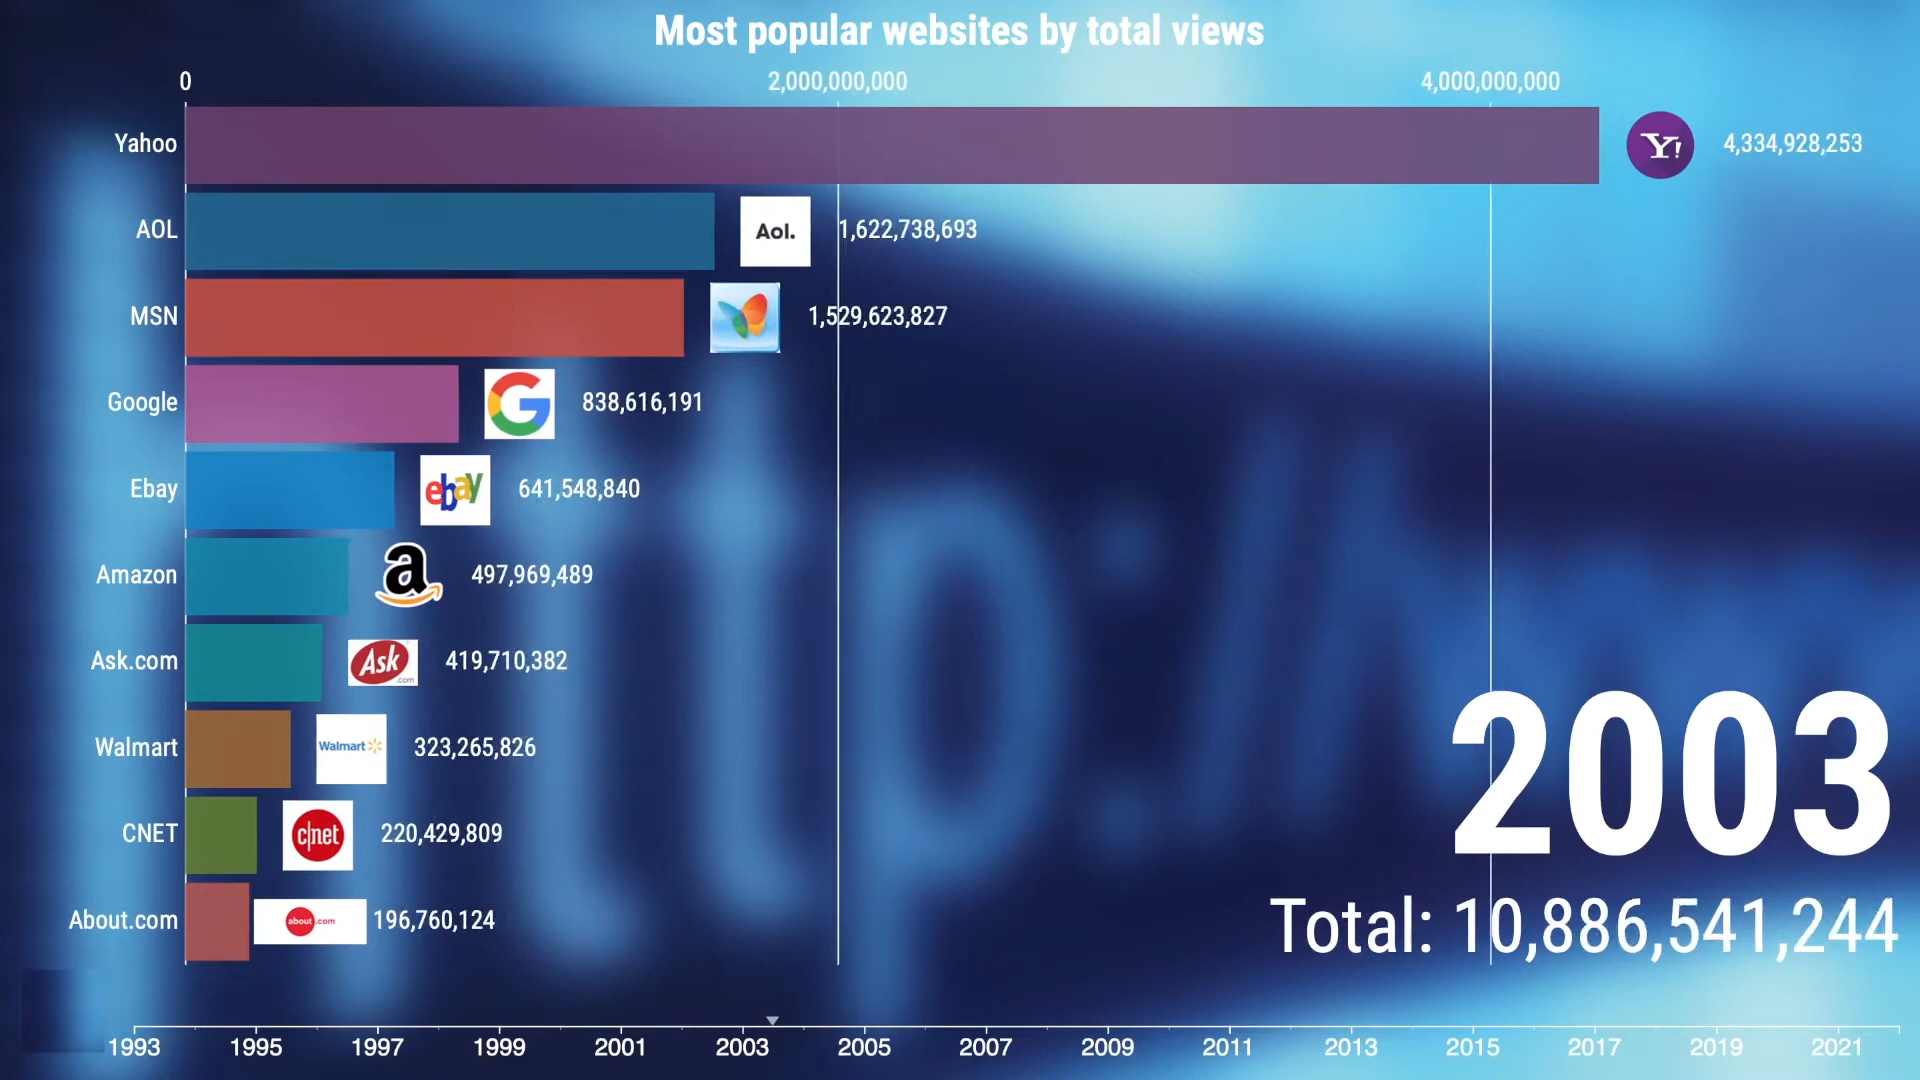 Most popular websites by total views
0 2,000,000,000 4,000,000,000
Yahoo Y! 4,334,928,253
AOL Aol. 1,622,738,693
MSN 1,529,623,827
Google G 838,616,191
Ebay ebay 641,548,840
Amazon a 497,969,489
Ask.com Ask .com 419,710,382
Walmart Walmart 323,265,826
CNET c|net 220,429,809
About.com about.com 196,760,124
2003
Total: 10,886,541,244
1993 1995 1997 1999 2001 2003 2005 2007 2009 2011 2013 2015 2017 2019 2021